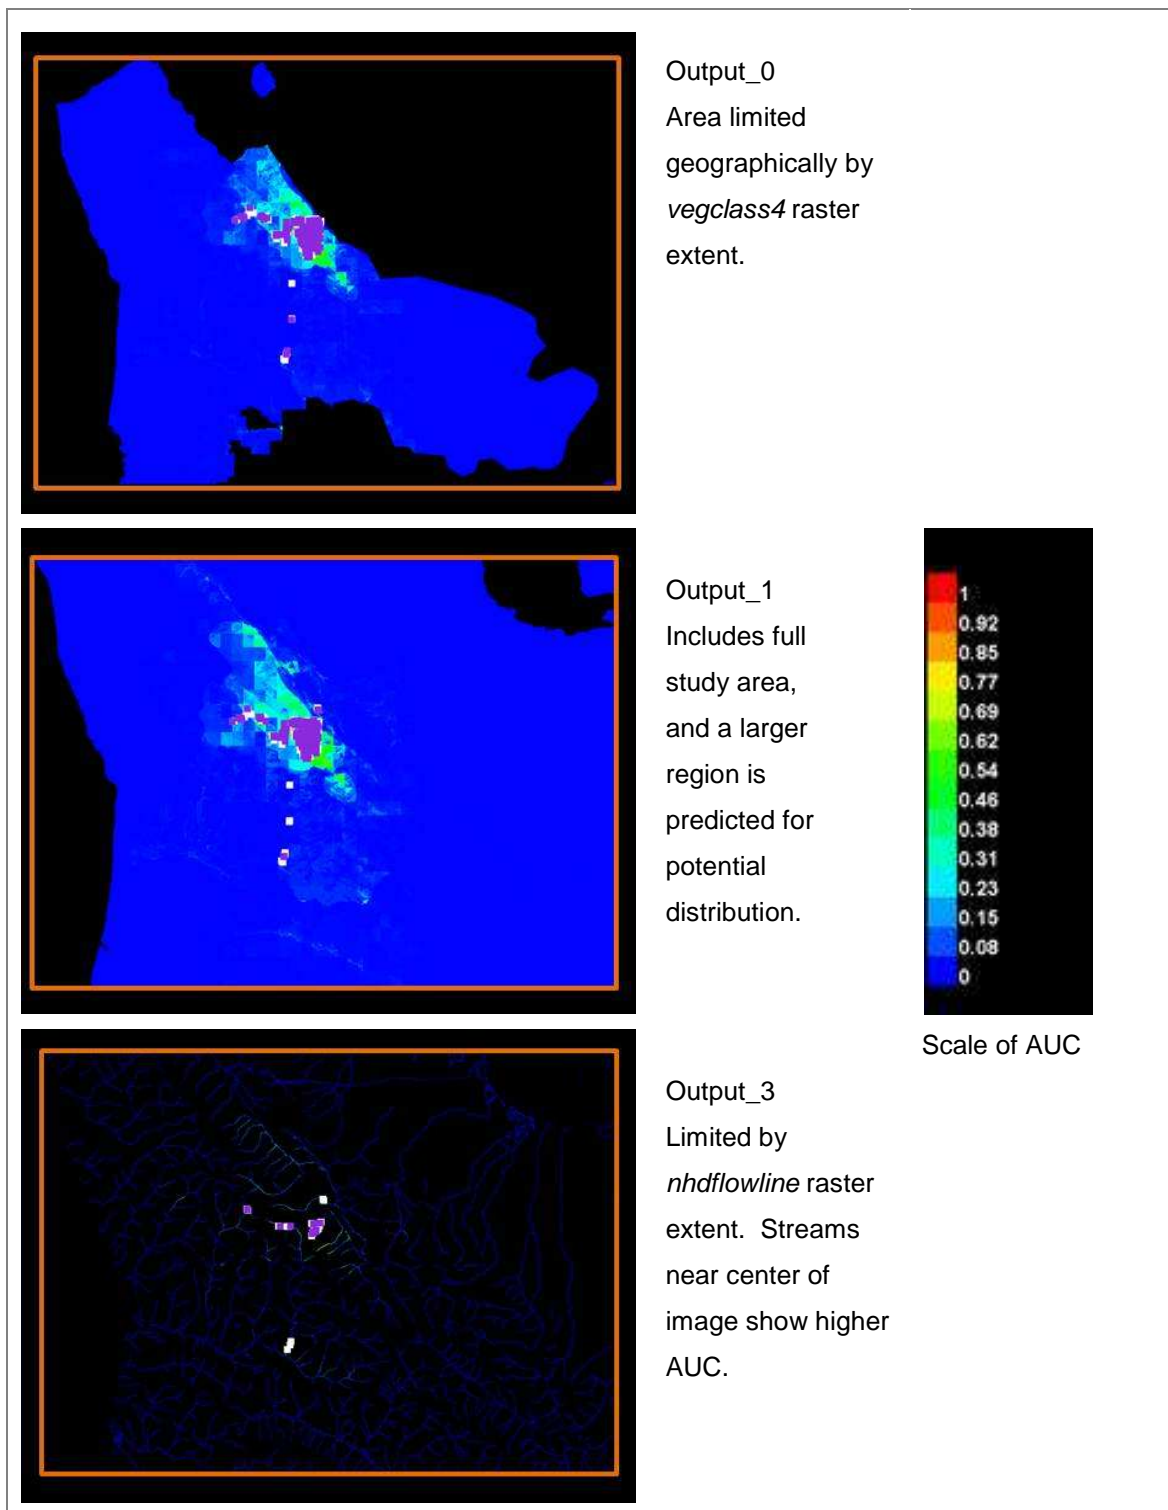 Output_0
Area limited
geographically by
vegclass4 raster
extent.
Output_1
Includes full
study area,
and a larger
region is
predicted for
potential
distribution.
1
0.92
0.85
0.77
0.69
0.62
0.54
0.46
0.38
0.31
0.23
0.15
0.08
0
Scale of AUC
Output_3
Limited by
nhdflowline raster
extent.  Streams
near center of
image show higher
AUC.